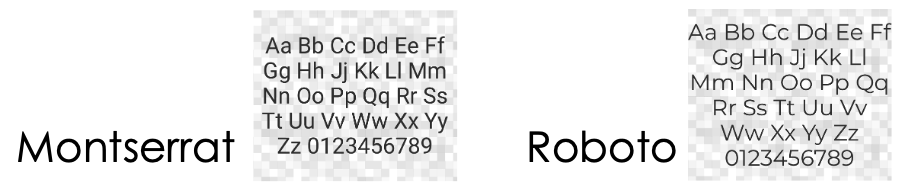 Montserrat
Aa Bb Cc Dd Ee Ff
Gg Hh Jj Kk Ll Mm
Nn Oo Pp Qq Rr Ss
Tt Uu Vv Ww Xx Yy
Zz 0123456789
Roboto
Aa Bb Cc Dd Ee Ff
Gg Hh Jj Kk Ll
Mm Nn Oo Pp Qq
Rr Ss Tt Uu Vv
Ww Xx Yy Zz
0123456789